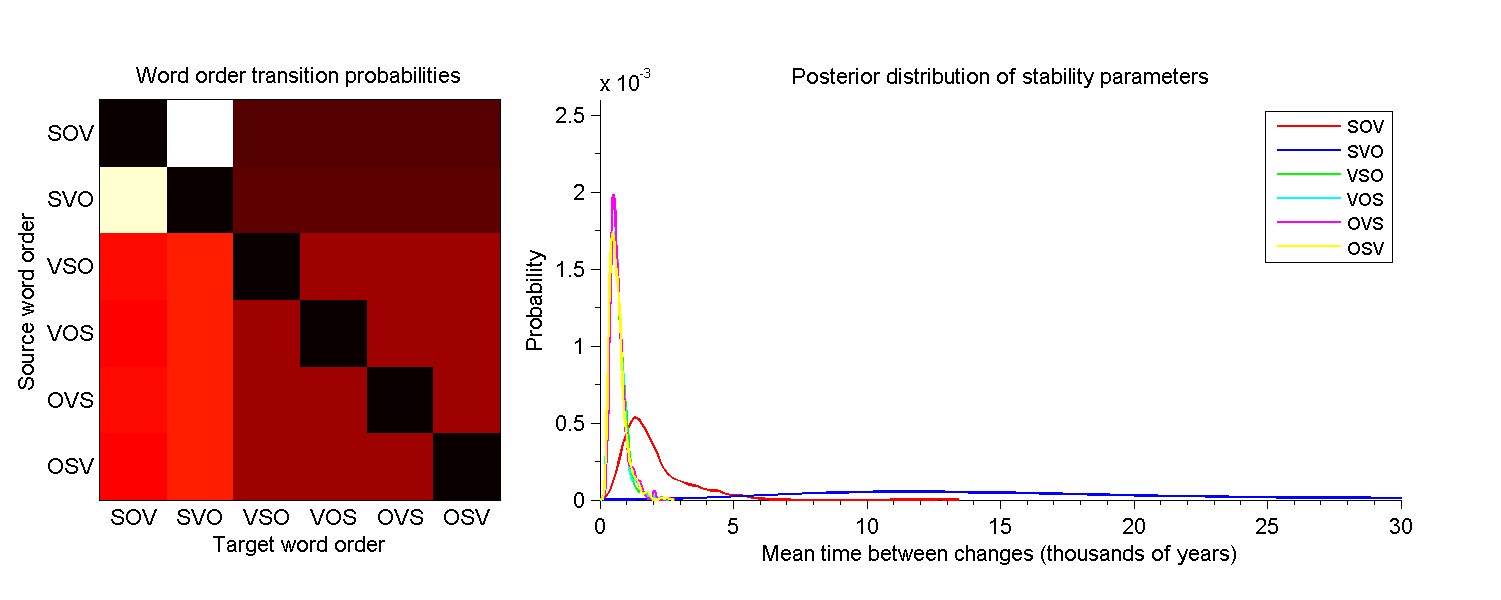 Word order transition probabilities
SOV
SVO
VSO
VOS
OVS
OSV
Source word order
SOV SVO VSO VOS OVS OSV
Target word order
Posterior distribution of stability parameters
x 10-3
2.5
2
1.5
1
0.5
0
Probability
0 5 10 15 20 25 30
Mean time between changes (thousands of years)
SOV
SVO
VSO
VOS
OVS
OSV